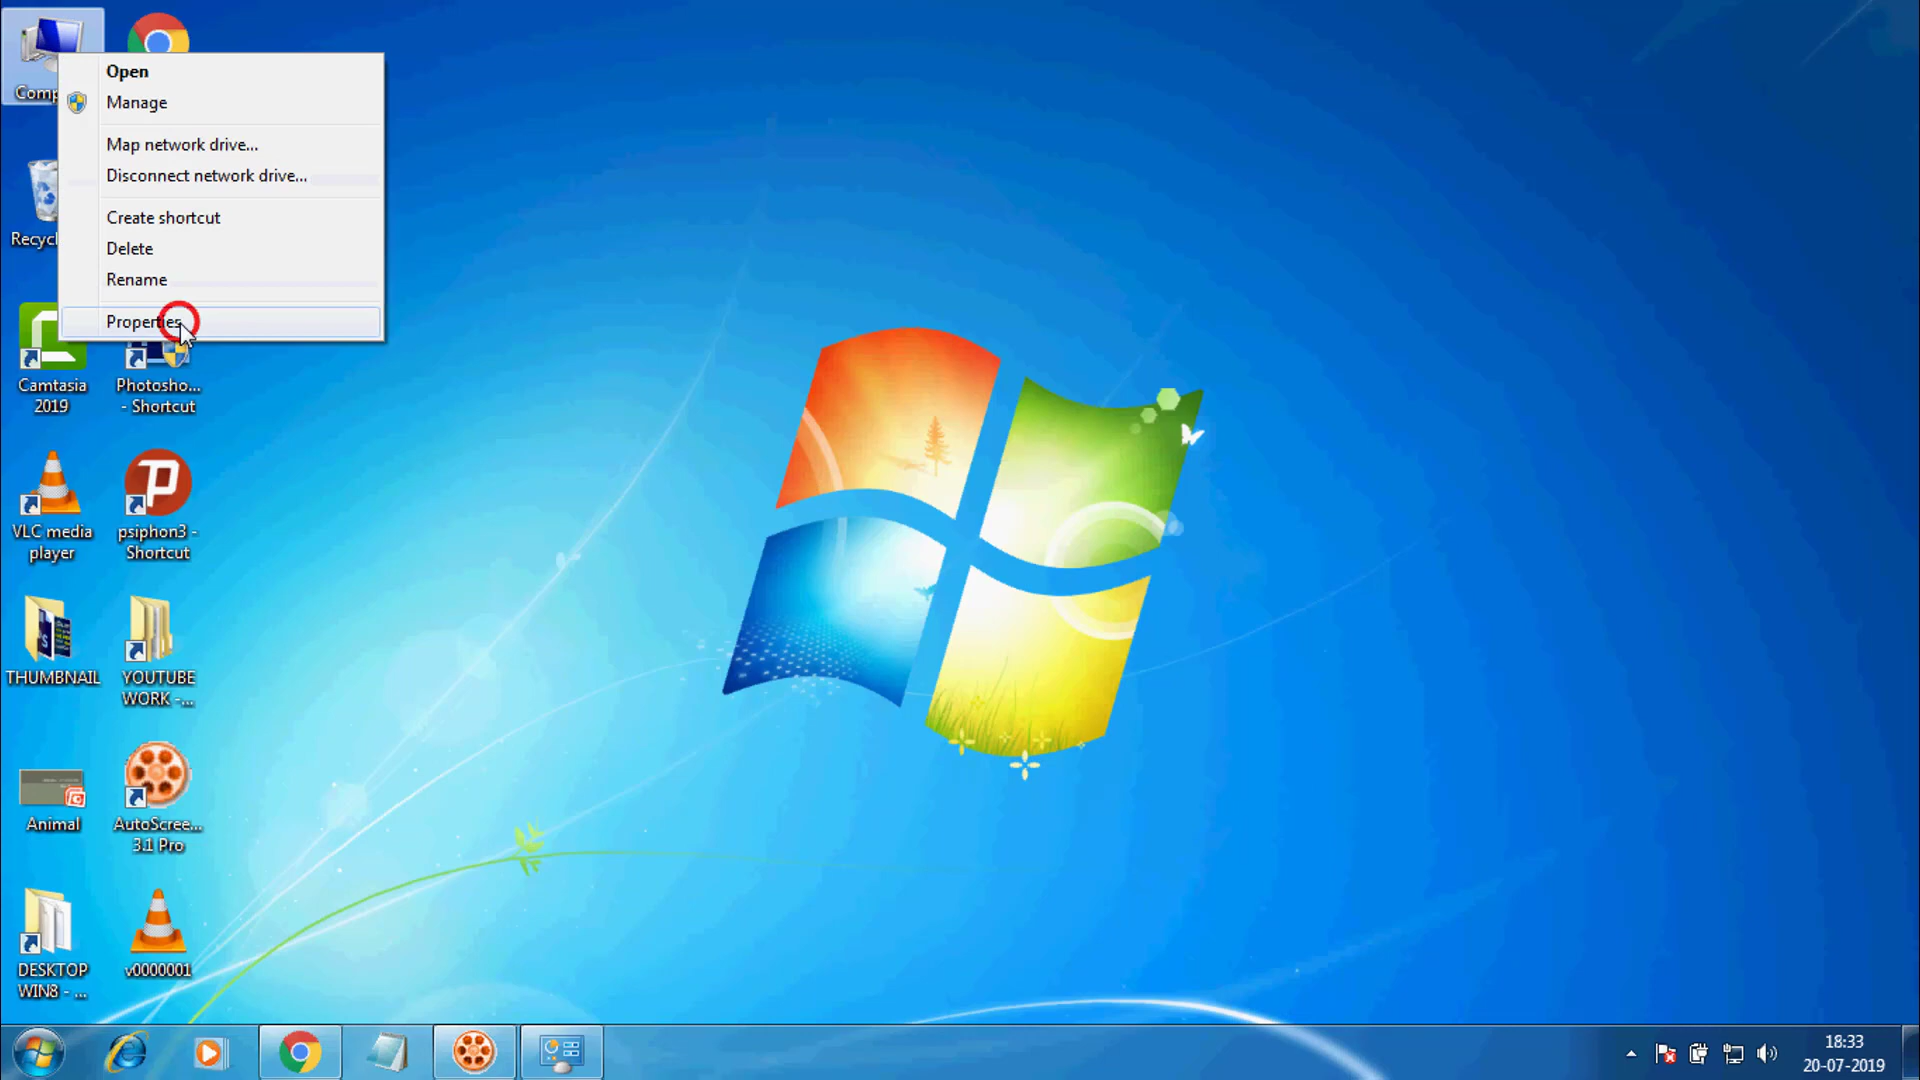 Open
Manage
Map network drive...
Disconnect network drive...
Create shortcut
Delete
Rename
Properties
Comp
Recycl
Camtasia
2019
Photosho...
- Shortcut
VLC media
player
psiphon3 -
Shortcut
THUMBNAIL
YOUTUBE
WORK -...
Animal
AutoScree...
3.1 Pro
DESKTOP
WIN8 - ...
v0000001
18:33
20-07-2019